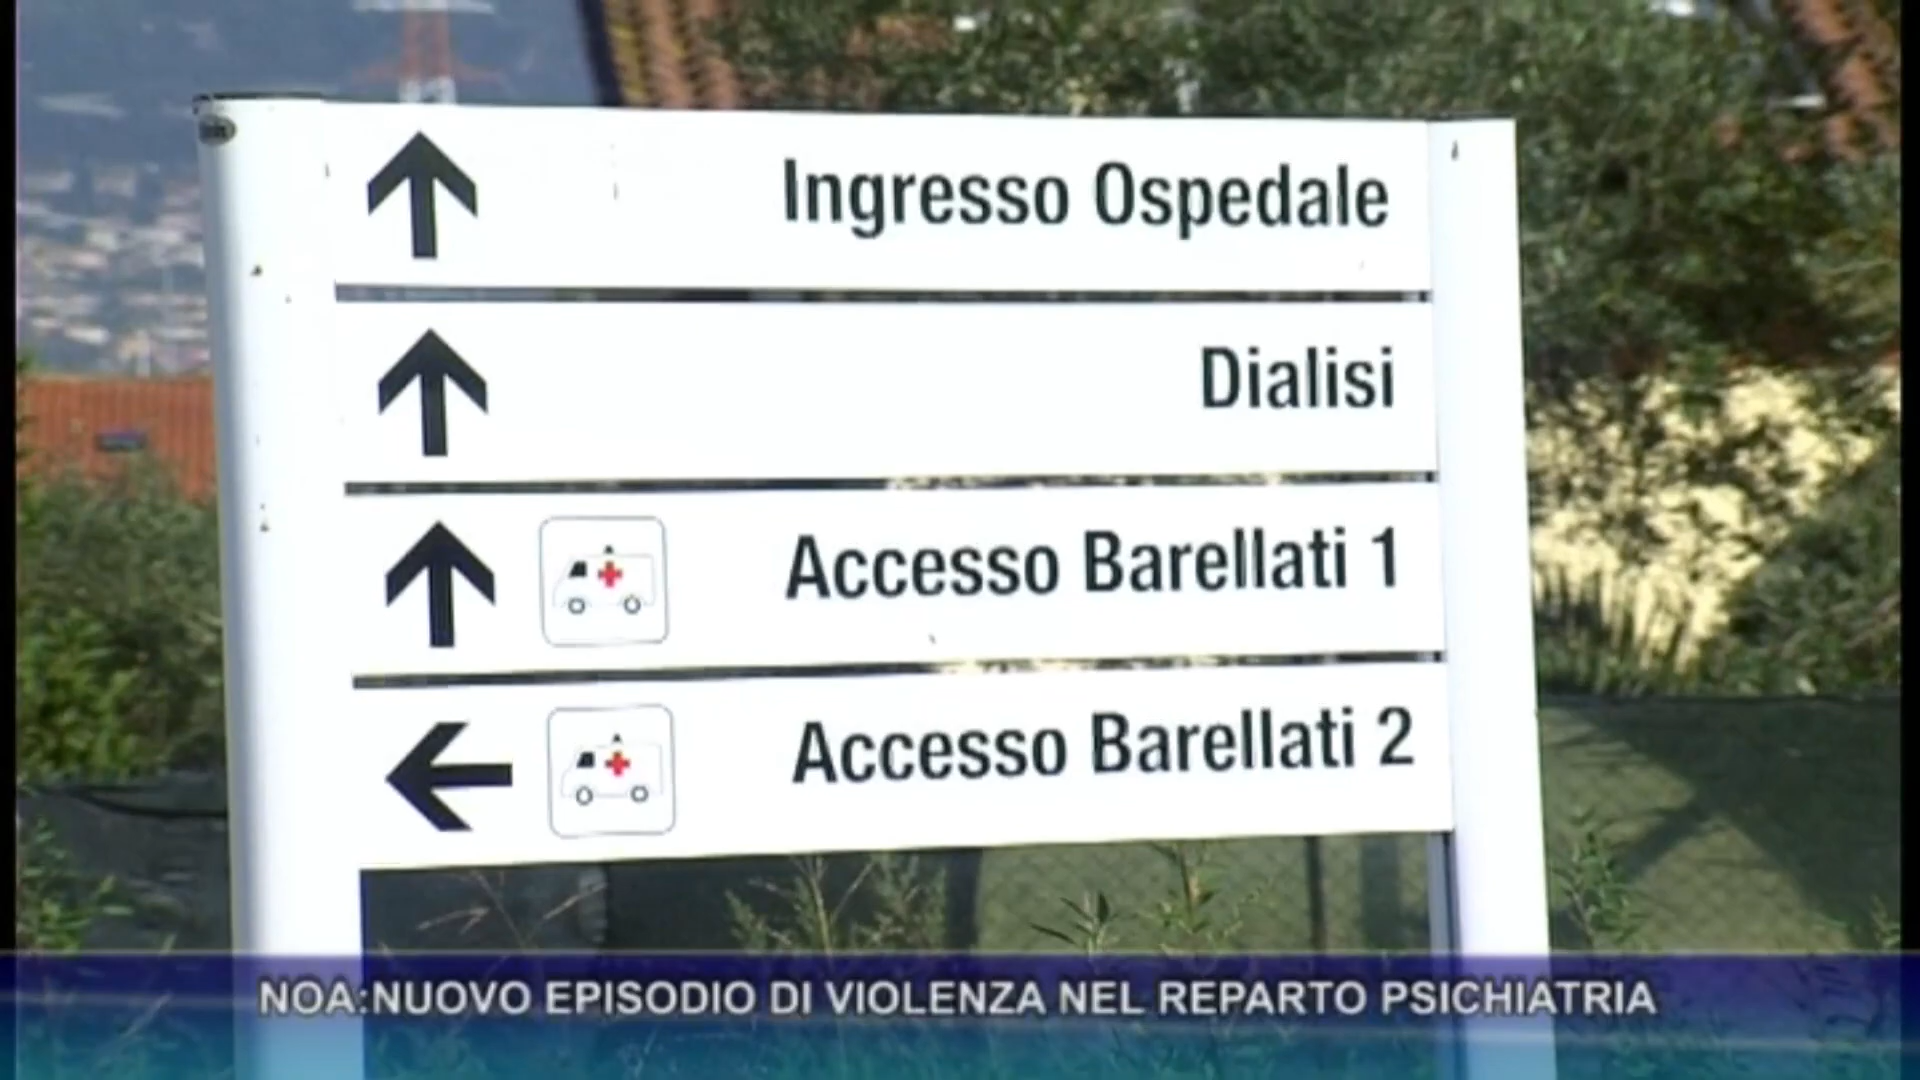 Ingresso Ospedale
Dialisi
Accesso Barellati 1
Accesso Barellati 2
NOA:NUOVO EPISODIO DI VIOLENZA NEL REPARTO PSICHIATRIA